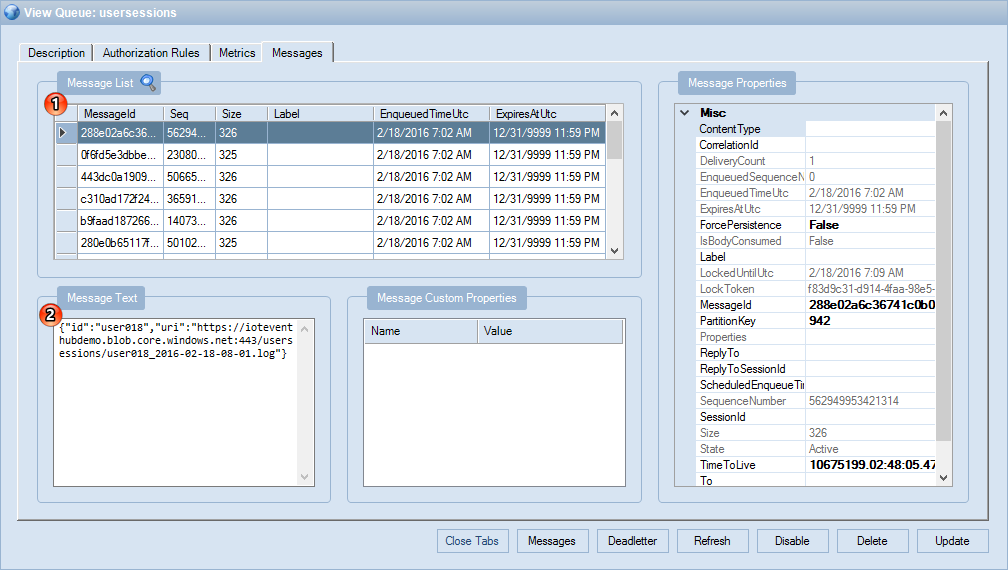 View Queue: usersessions
Description Authorization Rules Metrics Messages
Message List
1
MessageId Seq Size Label EnqueuedTimeUtc ExpiresAtUtc
288e02a6c36... 56294... 326 2/18/2016 7:02 AM 12/31/9999 11:59 PM
0f6fd5e3dbbe... 23080... 325 2/18/2016 7:02 AM 12/31/9999 11:59 PM
443dc0a1909... 50665... 326 2/18/2016 7:02 AM 12/31/9999 11:59 PM
c310ad172f24... 36591... 326 2/18/2016 7:02 AM 12/31/9999 11:59 PM
b9faad187266... 14073... 326 2/18/2016 7:02 AM 12/31/9999 11:59 PM
280e0b65117f... 50102... 325 2/18/2016 7:02 AM 12/31/9999 11:59 PM
Message Text
2
{"id":"user018","uri":"https://iotevent
hubdemo.blob.core.windows.net:443/users
essions/user018_2016-02-18-08-01.log"}
Message Custom Properties
Name Value
Message Properties
Misc
ContentType
CorrelationId
DeliveryCount 1
EnqueuedSequenceN 0
EnqueuedTimeUtc 2/18/2016 7:02 AM
ExpiresAtUtc 12/31/9999 11:59 PM
ForcePersistence False
IsBodyConsumed False
Label
LockedUntilUtc 2/18/2016 7:09 AM
LockToken f83d9c31-d914-4faa-98e5-
MessageId 288e02a6c36741c0b0
PartitionKey 942
Properties
ReplyTo
ReplyToSessionId
ScheduledEnqueueTi
SequenceNumber 562949953421314
SessionId
Size 326
State Active
TimeToLive 10675199.02:48:05.47
To
Close Tabs Messages Deadletter Refresh Disable Delete Update